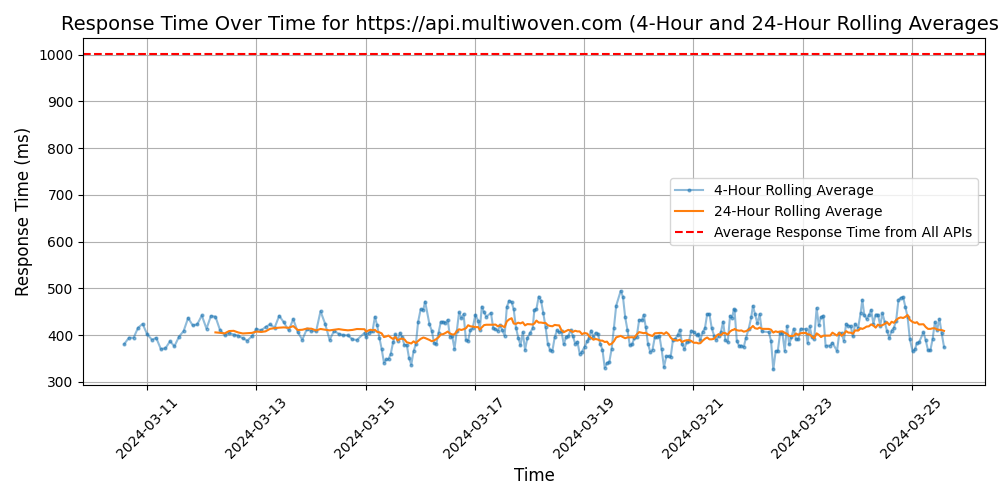 Response Time Over Time for https://api.multiwoven.com (4-Hour and 24-Hour Rolling Averages
1000
900
800
700
600
500
400
300
Response Time (ms)
4-Hour Rolling Average
24-Hour Rolling Average
Average Response Time from All APIs
2024-03-11
2024-03-13
2024-03-15
2024-03-17
2024-03-19
2024-03-21
2024-03-23
2024-03-25
Time